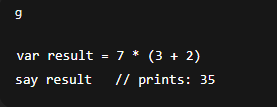 g
var result = 7 * (3 + 2)
say result   // prints: 35